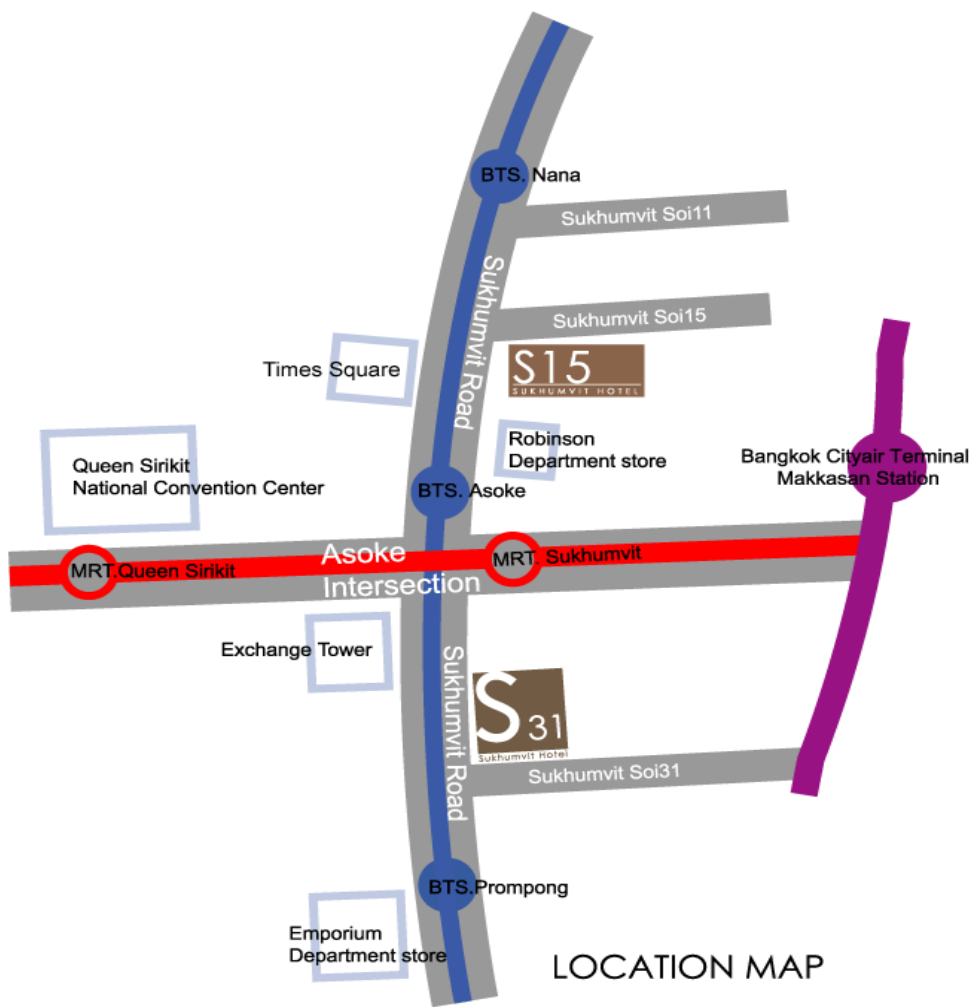 BTS. Nana
Sukhumvit Soi11
Sukhumvit Road
Sukhumvit Soi15
Times Square
S15
SUKHUMVIT HOTEL
Robinson
Department store
Queen Sirikit
National Convention Center
BTS. Asoke
Bangkok Cityair Terminal
Makkasan Station
Asoke
Intersection
MRT.Queen Sirikit
MRT. Sukhumvit
Exchange Tower
Sukhumvit Road
S 31
Sukhumvit Hotel
Sukhumvit Soi31
BTS.Prompong
Emporium
Department store
LOCATION MAP